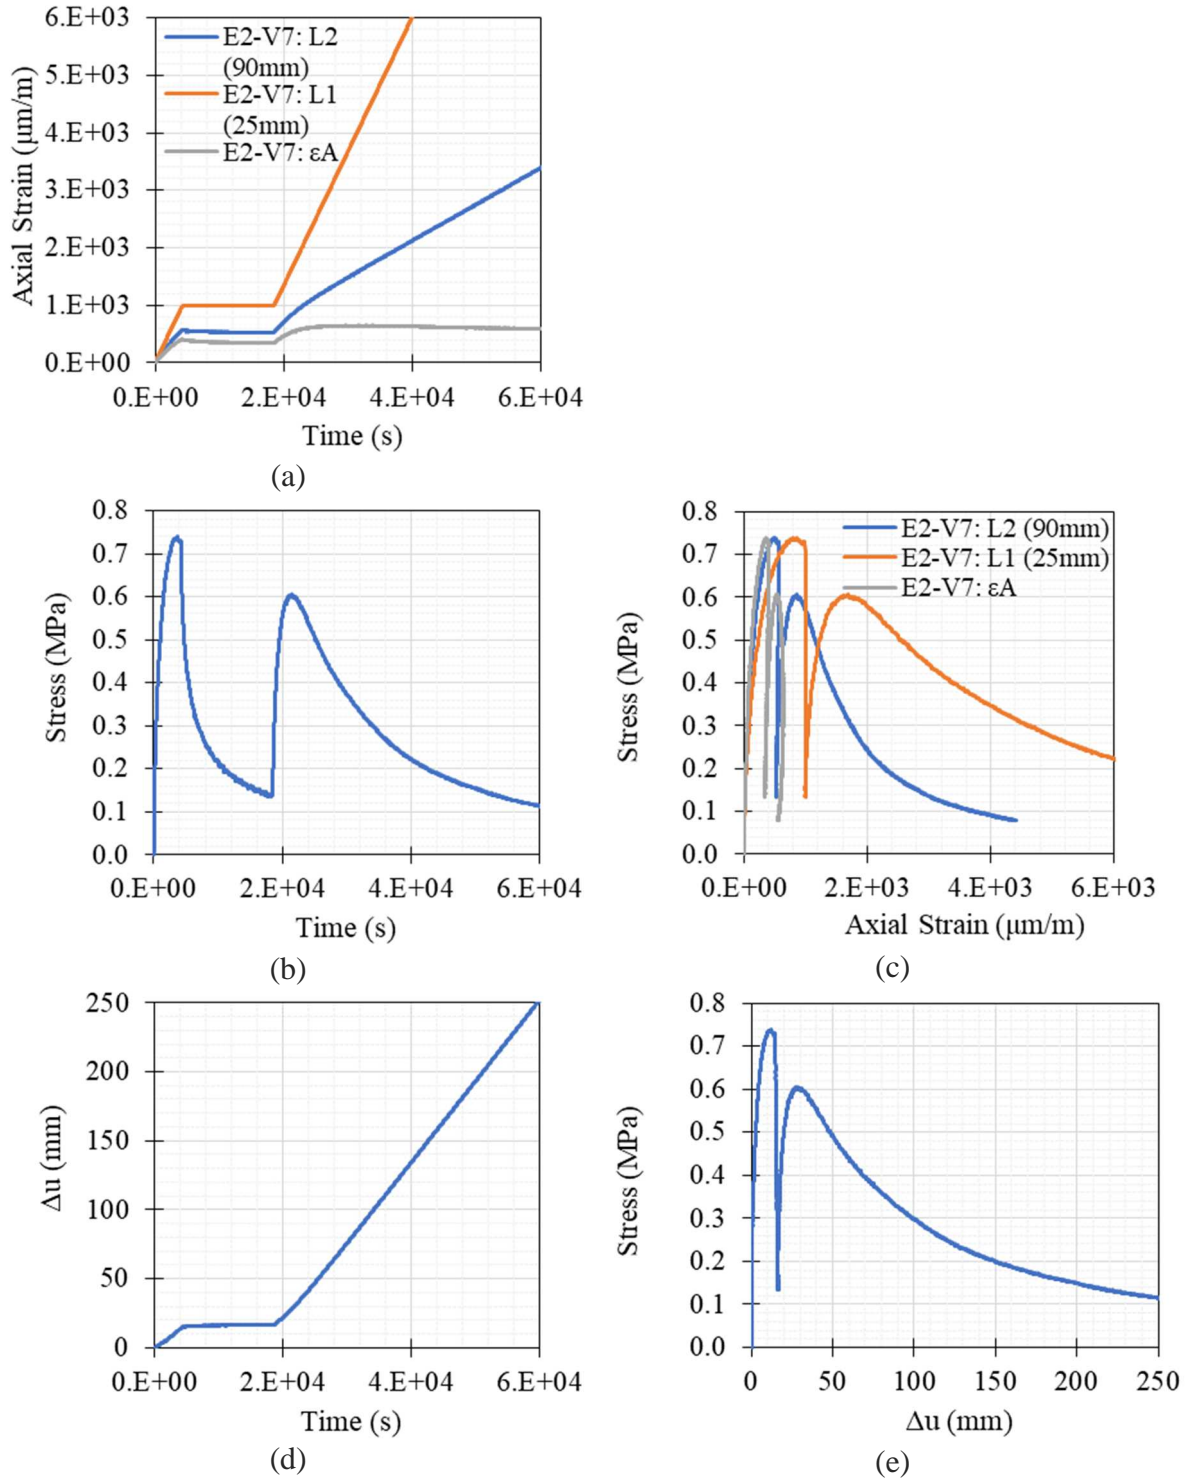 6.E+03
5.E+03
4.E+03
3.E+03
2.E+03
1.E+03
0.E+00
Axial Strain (µm/m)
E2-V7: L2
(90mm)
E2-V7: L1
(25mm)
E2-V7: εA
0.E+00 2.E+04 4.E+04 6.E+04
Time (s)
(a)
0.8
0.7
0.6
0.5
0.4
0.3
0.2
0.1
0.0
Stress (MPa)
0.E+00 2.E+04 4.E+04 6.E+04
Time (s)
(b)
0.8
0.7
0.6
0.5
0.4
0.3
0.2
0.1
0.0
Stress (MPa)
E2-V7: L2 (90mm)
E2-V7: L1 (25mm)
E2-V7: εA
0.E+00 2.E+03 4.E+03 6.E+03
Axial Strain (µm/m)
(c)
250
200
150
100
50
0
Δu (mm)
0.E+00 2.E+04 4.E+04 6.E+04
Time (s)
(d)
0.8
0.7
0.6
0.5
0.4
0.3
0.2
0.1
0.0
Stress (MPa)
0 50 100 150 200 250
Δu (mm)
(e)